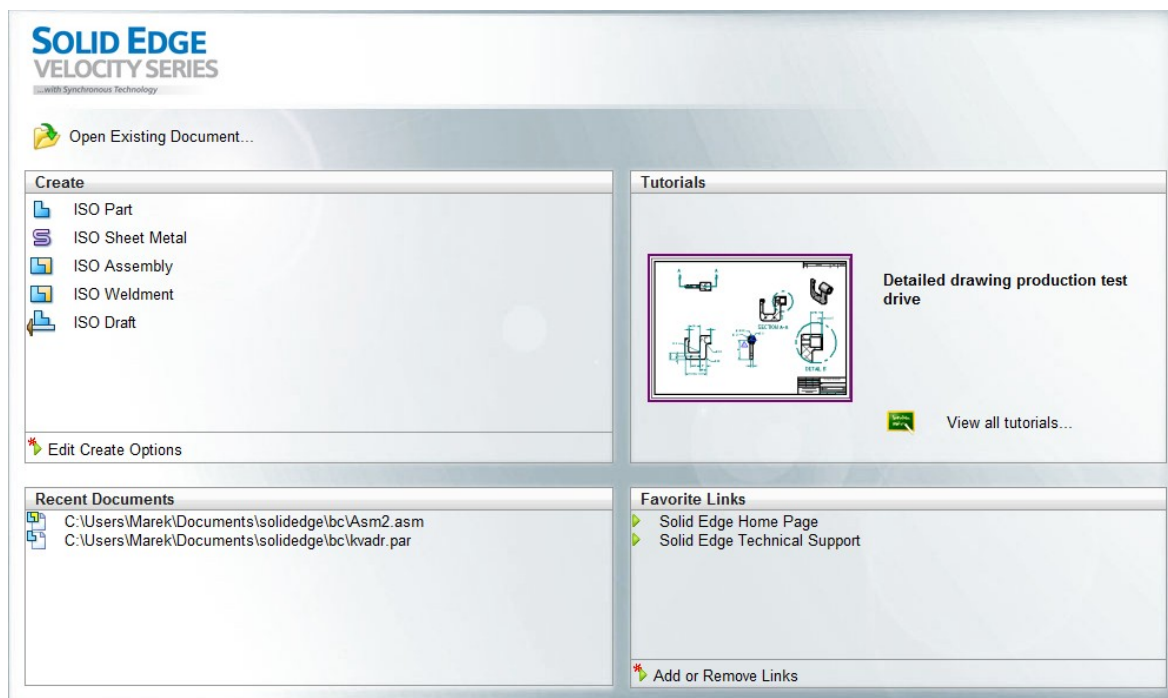 SOLID EDGE
VELOCITY SERIES
...with Synchronous Technology
Open Existing Document...
Create
ISO Part
ISO Sheet Metal
ISO Assembly
ISO Weldment
ISO Draft
Edit Create Options
Tutorials
SECTION A-A
DETAIL B
Detailed drawing production test
drive
View all tutorials...
Recent Documents
C:\Users\Marek\Documents\solidedge\bc\Asm2.asm
C:\Users\Marek\Documents\solidedge\bc\kvadr.par
Favorite Links
Solid Edge Home Page
Solid Edge Technical Support
Add or Remove Links